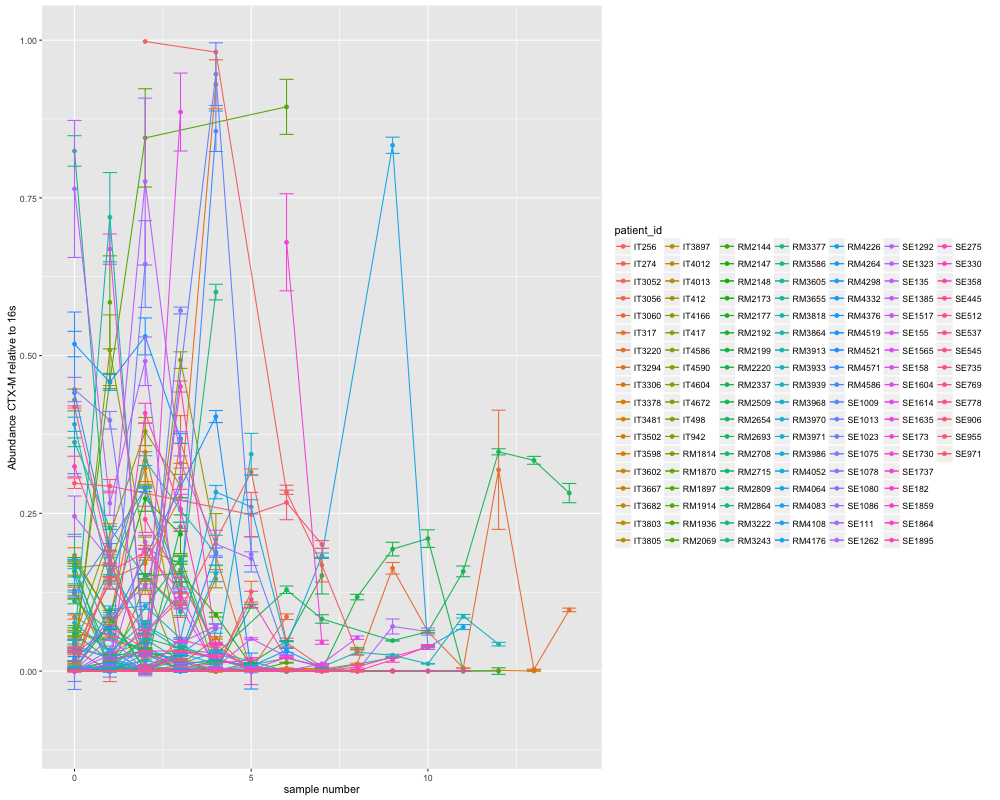 1.00
0.75
0.50
0.25
0.00
Abundance CTX-M relative to 16s
0 5 10
sample number
patient_id
IT256 IT3897 RM2144 RM3377 RM4226 SE1292 SE275
IT274 IT4012 RM2147 RM3586 RM4264 SE1323 SE330
IT3052 IT4013 RM2148 RM3605 RM4298 SE135 SE358
IT3056 IT412 RM2173 RM3655 RM4332 SE1385 SE445
IT3060 IT4166 RM2177 RM3818 RM4376 SE1517 SE512
IT317 IT417 RM2192 RM3864 RM4519 SE155 SE537
IT3220 IT4586 RM2199 RM3913 RM4521 SE1565 SE545
IT3294 IT4590 RM2220 RM3933 RM4571 SE158 SE735
IT3306 IT4604 RM2337 RM3939 RM4586 SE1604 SE769
IT3378 IT4672 RM2509 RM3968 SE1009 SE1614 SE778
IT3481 IT498 RM2654 RM3970 SE1013 SE1635 SE906
IT3502 IT942 RM2693 RM3971 SE1023 SE173 SE955
IT3598 RM1814 RM2708 RM3986 SE1075 SE1730 SE971
IT3602 RM1870 RM2715 RM4052 SE1078 SE1737
IT3667 RM1897 RM2809 RM4064 SE1080 SE182
IT3682 RM1914 RM2864 RM4083 SE1086 SE1859
IT3803 RM1936 RM3222 RM4108 SE111 SE1864
IT3805 RM2069 RM3243 RM4176 SE1262 SE1895